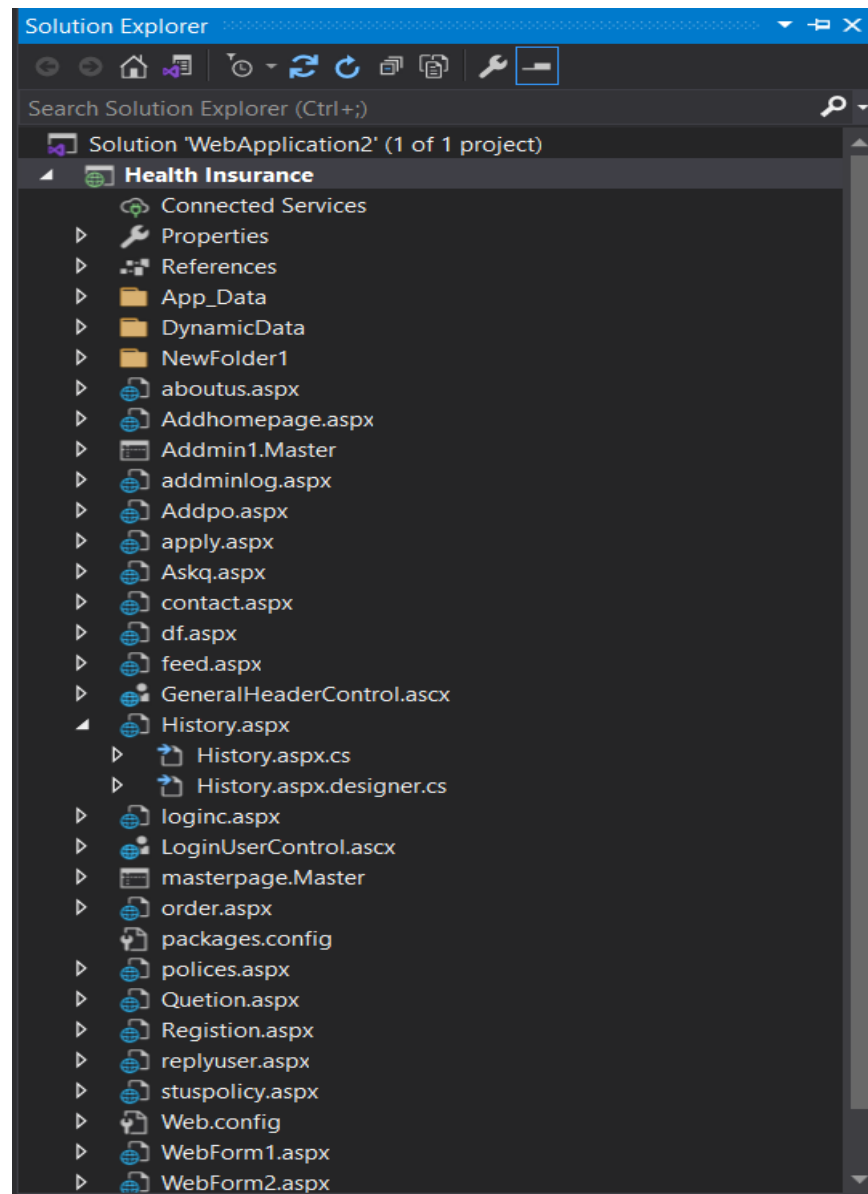 Solution Explorer
Search Solution Explorer (Ctrl+;)
Solution 'WebApplication2' (1 of 1 project)
Health Insurance
Connected Services
Properties
References
App_Data
DynamicData
NewFolder1
aboutus.aspx
Addhomepage.aspx
Addmin1.Master
addminlog.aspx
Addpo.aspx
apply.aspx
Askq.aspx
contact.aspx
df.aspx
feed.aspx
GeneralHeaderControl.ascx
History.aspx
History.aspx.cs
History.aspx.designer.cs
loginc.aspx
LoginUserControl.ascx
masterpage.Master
order.aspx
packages.config
polices.aspx
Quetion.aspx
Registion.aspx
replyuser.aspx
stuspolicy.aspx
Web.config
WebForm1.aspx
WebForm2.aspx